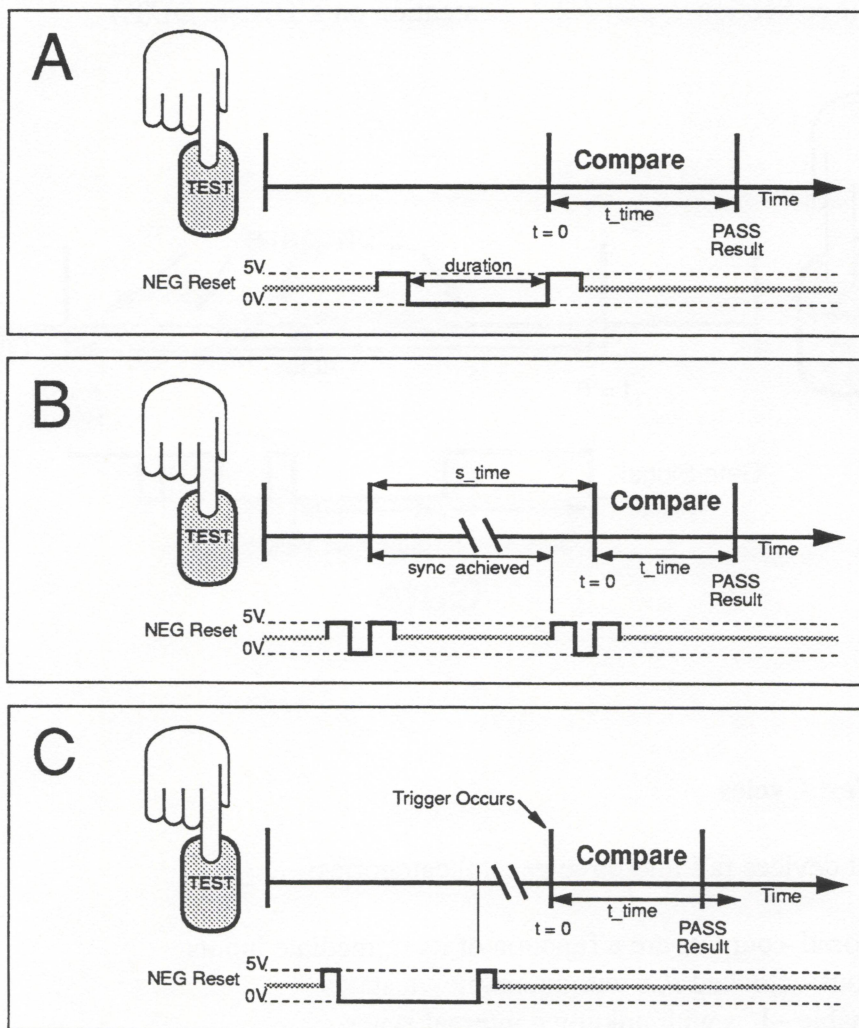 A
TEST
Compare
Time
t_time
t = 0
PASS
Result
duration
NEG Reset
5V
0V
B
TEST
s_time
Compare
Time
sync achieved
t = 0
t_time
PASS
Result
NEG Reset
5V
0V
C
TEST
Trigger Occurs
Compare
Time
t_time
t = 0
PASS
Result
NEG Reset
5V
0V